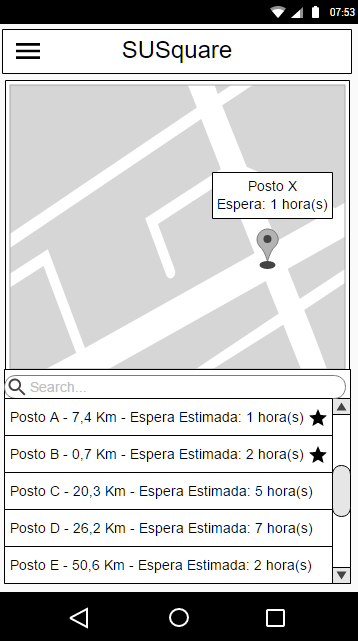 07:53
SUSquare
Posto X
Espera: 1 hora(s)
Search...
Posto A - 7,4 Km - Espera Estimada: 1 hora(s)
Posto B - 0,7 Km - Espera Estimada: 2 hora(s)
Posto C - 20,3 Km - Espera Estimada: 5 hora(s)
Posto D - 26,2 Km - Espera Estimada: 7 hora(s)
Posto E - 50,6 Km - Espera Estimada: 2 hora(s)